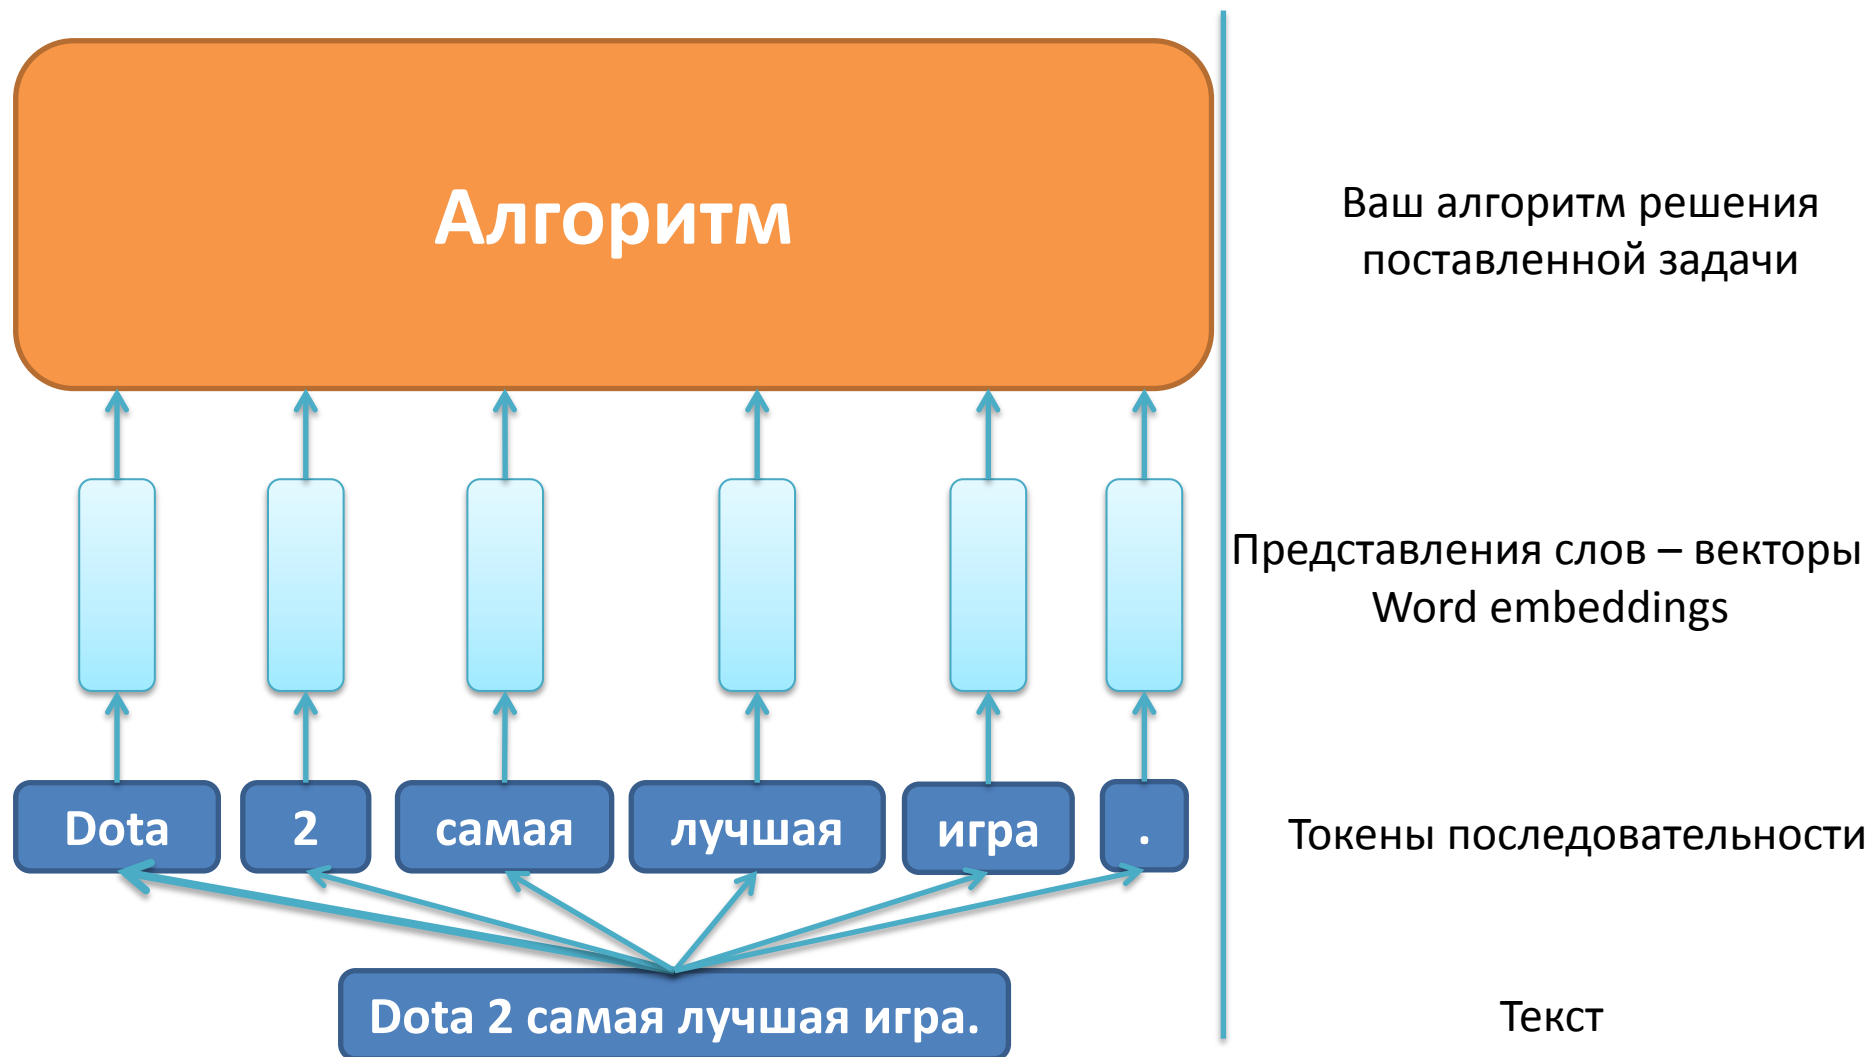 Алгоритм
Ваш алгоритм решения
поставленной задачи
Представления слов – векторы
Word embeddings
Dota
2
самая
лучшая
игра
.
Токены последовательности
Dota 2 самая лучшая игра.
Текст